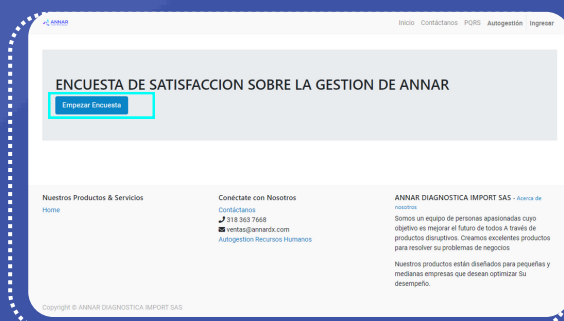 ANNAR
Inicio Contáctanos PQRS Autogestión Ingresar
ENCUESTA DE SATISFACCION SOBRE LA GESTION DE ANNAR
Empezar Encuesta
Nuestros Productos & Servicios
Home
Conéctate con Nosotros
Contáctanos
318 363 7668
ventas@annardx.com
Autogestion Recursos Humanos
ANNAR DIAGNOSTICA IMPORT SAS - Acerca de
nosotros
Somos un equipo de personas apasionadas cuyo
objetivo es mejorar el futuro de todos A través de
productos disruptivos. Creamos excelentes productos
para resolver su problemas de negocios
Nuestros productos están diseñados para pequeñas y
medianas empresas que desean optimizar Su
desempeño.
Copyright © ANNAR DIAGNOSTICA IMPORT SAS